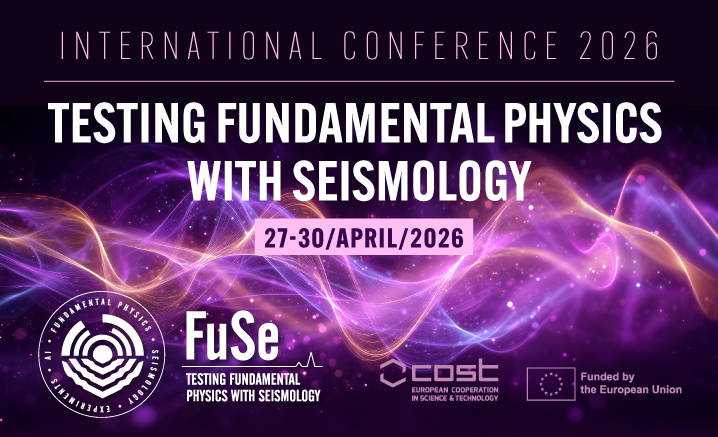 INTERNATIONAL CONFERENCE 2026
TESTING FUNDAMENTAL PHYSICS
WITH SEISMOLOGY
27-30/APRIL/2026
· FUNDAMENTAL PHYSICS · SEISMOLOGY · EXPERIMENTS · AI
FuSe
TESTING FUNDAMENTAL
PHYSICS WITH SEISMOLOGY
cost
EUROPEAN COOPERATION
IN SCIENCE & TECHNOLOGY
Funded by
the European Union